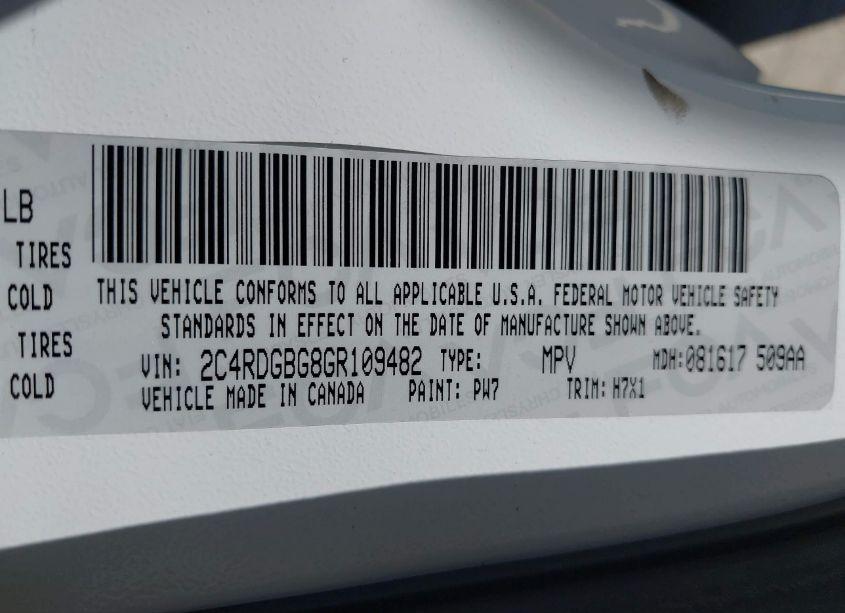 LB
TIRES
COLD
TIRES
COLD
THIS VEHICLE CONFORMS TO ALL APPLICABLE U.S.A. FEDERAL MOTOR VEHICLE SAFETY
STANDARDS IN EFFECT ON THE DATE OF MANUFACTURE SHOWN ABOVE.
VIN: 2C4RDGBG8GR109482 TYPE: MPV MDH:081617 509AA
VEHICLE MADE IN CANADA PAINT: PW7 TRIM: H7X1